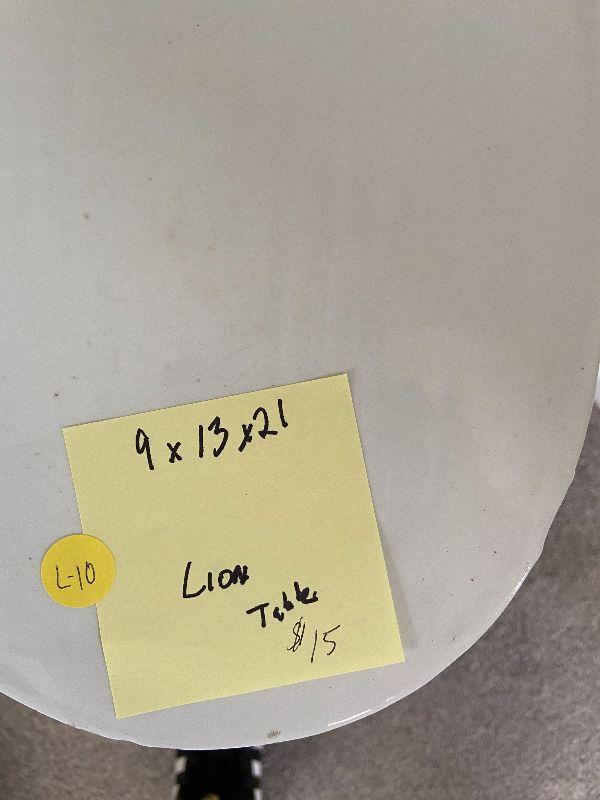 9 x 13 x 21
L-10
Lion
Table
$15